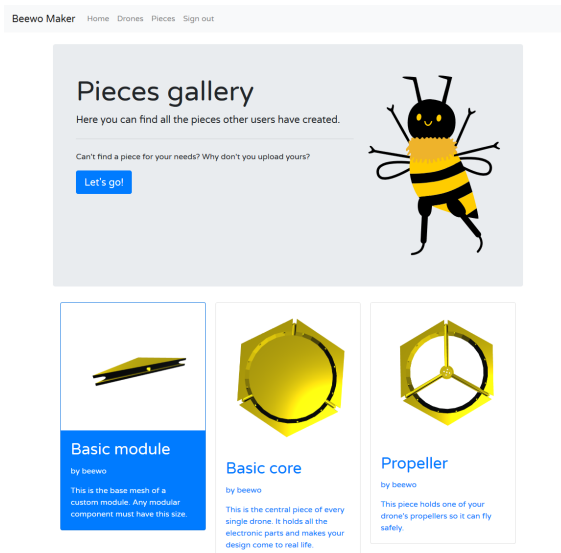 Beewo Maker Home Drones Pieces Sign out
Pieces gallery
Here you can find all the pieces other users have created.
Can't find a piece for your needs? Why don't you upload yours?
Let's go!
Basic module
by beewo
This is the base mesh of a
custom module. Any modular
component must have this size.
Basic core
by beewo
This is the central piece of every
single drone. It holds all the
electronic parts and makes your
design come to real life.
Propeller
by beewo
This piece holds one of your
drone's propellers so it can fly
safely.